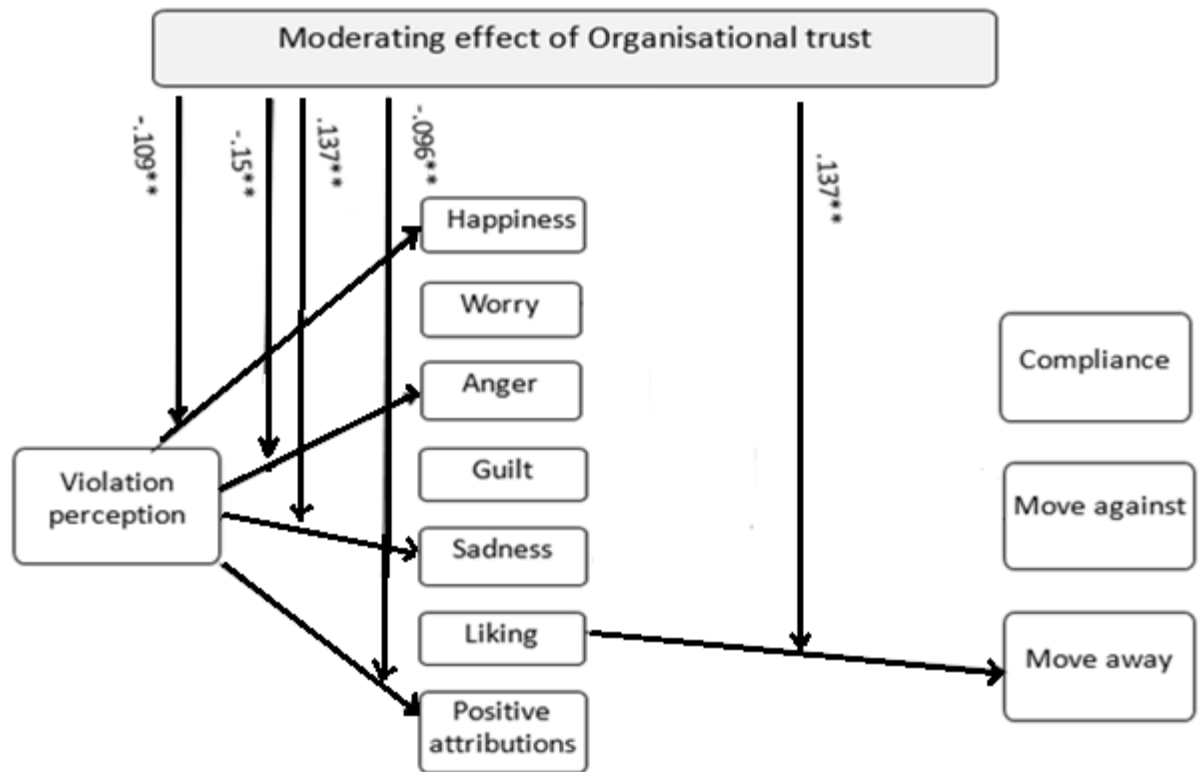 Moderating effect of Organisational trust
-.109**
-.15**
.137**
-.096**
.137**
Happiness
Worry
Anger
Guilt
Sadness
Liking
Positive
attributions
Violation
perception
Compliance
Move against
Move away